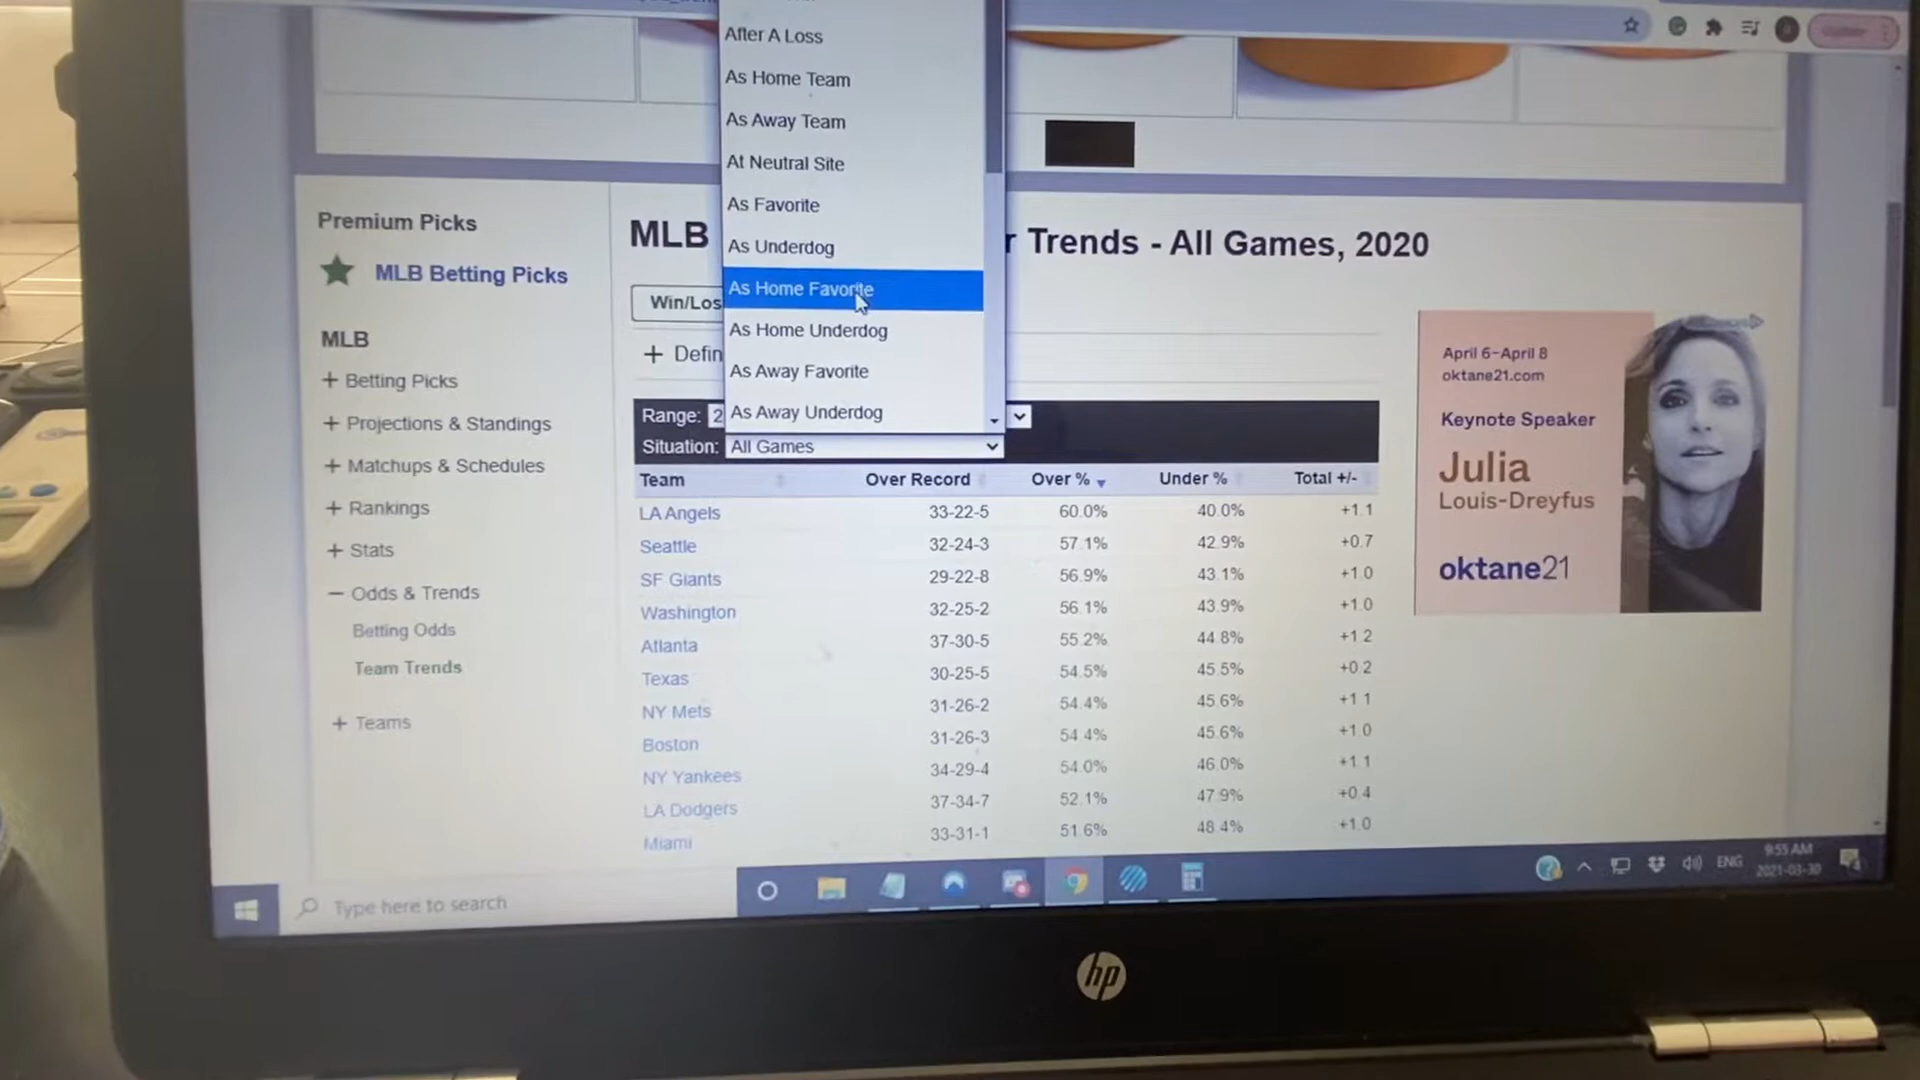 After A Loss
As Home Team
As Away Team
At Neutral Site
As Favorite
As Underdog
As Home Favorite
As Home Underdog
As Away Favorite
As Away Underdog
Premium Picks
MLB Betting Picks
MLB
+ Betting Picks
+ Projections & Standings
+ Matchups & Schedules
+ Rankings
+ Stats
− Odds & Trends
Betting Odds
Team Trends
+ Teams
MLB r Trends - All Games, 2020
Win/Los
+ Defin
Range: 2
Situation: All Games
Team Over Record Over % Under % Total +/-
LA Angels 33-22-5 60.0% 40.0% +1.1
Seattle 32-24-3 57.1% 42.9% +0.7
SF Giants 29-22-8 56.9% 43.1% +1.0
Washington 32-25-2 56.1% 43.9% +1.0
Atlanta 37-30-5 55.2% 44.8% +1.2
Texas 30-25-5 54.5% 45.5% +0.2
NY Mets 31-26-2 54.4% 45.6% +1.1
Boston 31-26-3 54.4% 45.6% +1.0
NY Yankees 34-29-4 54.0% 46.0% +1.1
LA Dodgers 37-34-7 52.1% 47.9% +0.4
Miami 33-31-1 51.6% 48.4% +1.0
April 6–April 8
oktane21.com
Keynote Speaker
Julia
Louis-Dreyfus
oktane21
Type here to search
ENG
9:55 AM
2021-03-30
hp